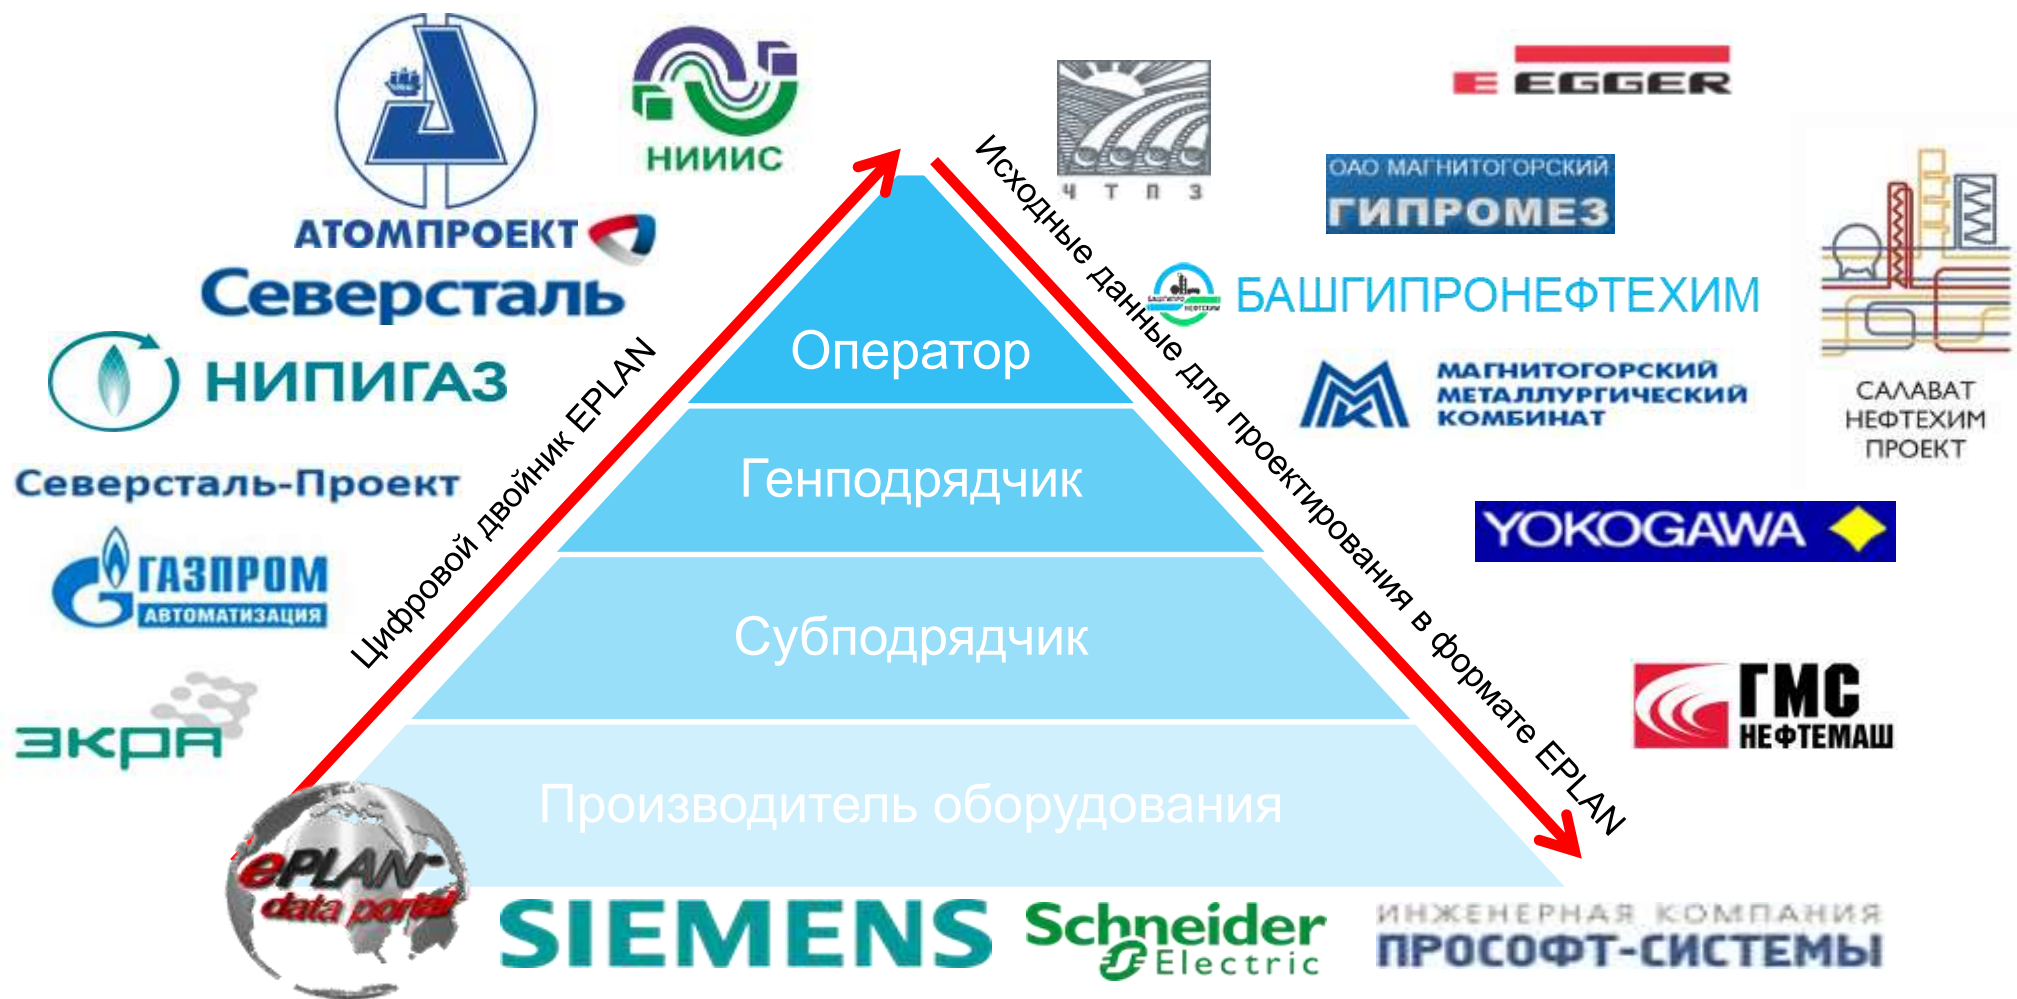 АТОМПРОЕКТ
НИИИС
ЧТПЗ
E EGGER
ОАО МАГНИТОГОРСКИЙ
ГИПРОМЕЗ
Северсталь
БАШГИПРО
НЕФТЕХИМ
БАШГИПРОНЕФТЕХИМ
НИПИГАЗ
МАГНИТОГОРСКИЙ
МЕТАЛЛУРГИЧЕСКИЙ
КОМБИНАТ
САЛАВАТ
НЕФТЕХИМ
ПРОЕКТ
Северсталь-Проект
YOKOGAWA
ГАЗПРОМ
АВТОМАТИЗАЦИЯ
ЭКРА
ГМС
НЕФТЕМАШ
Цифровой двойник EPLAN
Исходные данные для проектирования в формате EPLAN
Оператор
Генподрядчик
Субподрядчик
Производитель оборудования
ePLAN
data portal
SIEMENS
Schneider
Electric
ИНЖЕНЕРНАЯ КОМПАНИЯ
ПРОСОФТ-СИСТЕМЫ